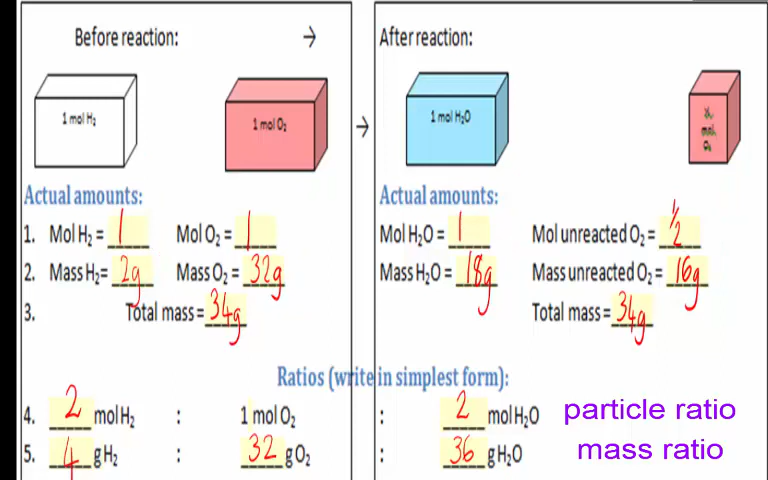 Before reaction: → After reaction:
1 mol H₂ 1 mol O₂ → 1 mol H₂O ½ mol O₂
Actual amounts: Actual amounts:
1. Mol H₂ = 1 Mol O₂ = 1 Mol H₂O = 1 Mol unreacted O₂ = ½
2. Mass H₂= 2g Mass O₂ = 32g Mass H₂O = 18g Mass unreacted O₂ = 16g
3. Total mass = 34g Total mass = 34g
Ratios (write in simplest form):
4. 2 mol H₂ : 1 mol O₂ : 2 mol H₂O particle ratio
5. 4 g H₂ : 32 g O₂ : 36 g H₂O mass ratio